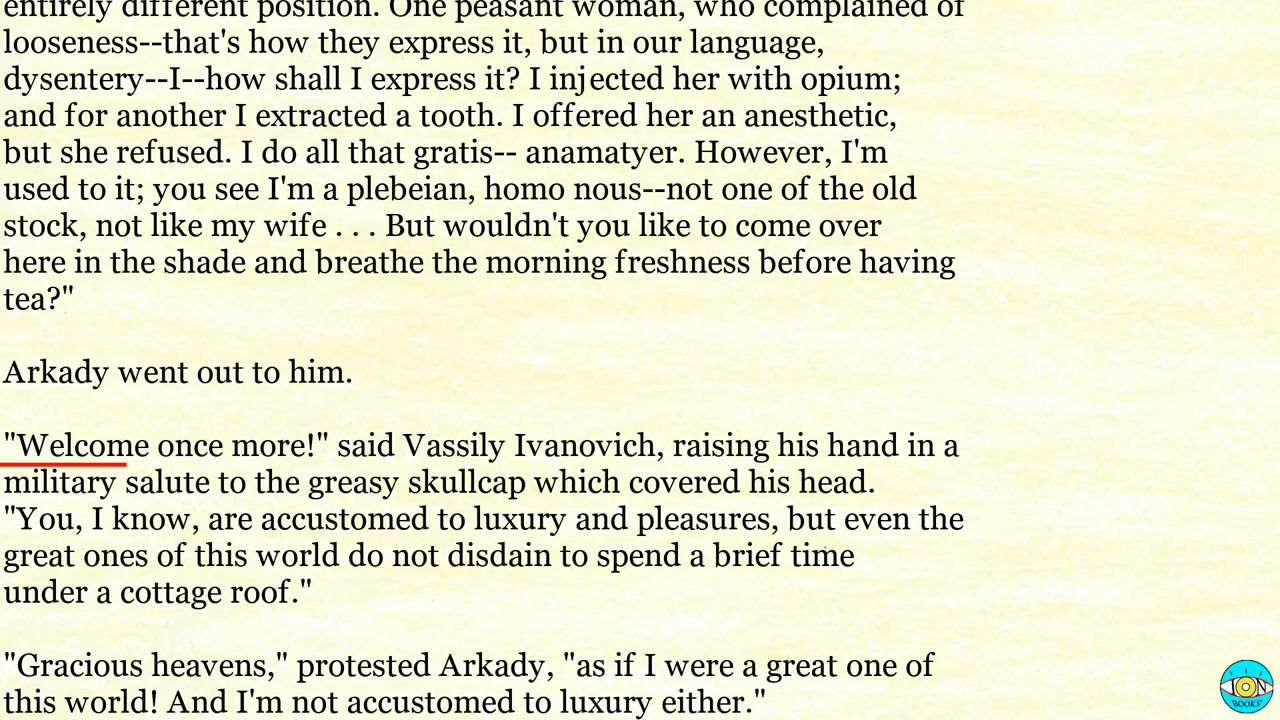 entirely different position. One peasant woman, who complained of
looseness--that's how they express it, but in our language,
dysentery--I--how shall I express it? I injected her with opium;
and for another I extracted a tooth. I offered her an anesthetic,
but she refused. I do all that gratis-- anamatyer. However, I'm
used to it; you see I'm a plebeian, homo nous--not one of the old
stock, not like my wife . . . But wouldn't you like to come over
here in the shade and breathe the morning freshness before having
tea?"
Arkady went out to him.
"Welcome once more!" said Vassily Ivanovich, raising his hand in a
military salute to the greasy skullcap which covered his head.
"You, I know, are accustomed to luxury and pleasures, but even the
great ones of this world do not disdain to spend a brief time
under a cottage roof."
"Gracious heavens," protested Arkady, "as if I were a great one of
this world! And I'm not accustomed to luxury either."
ION
BOOKS